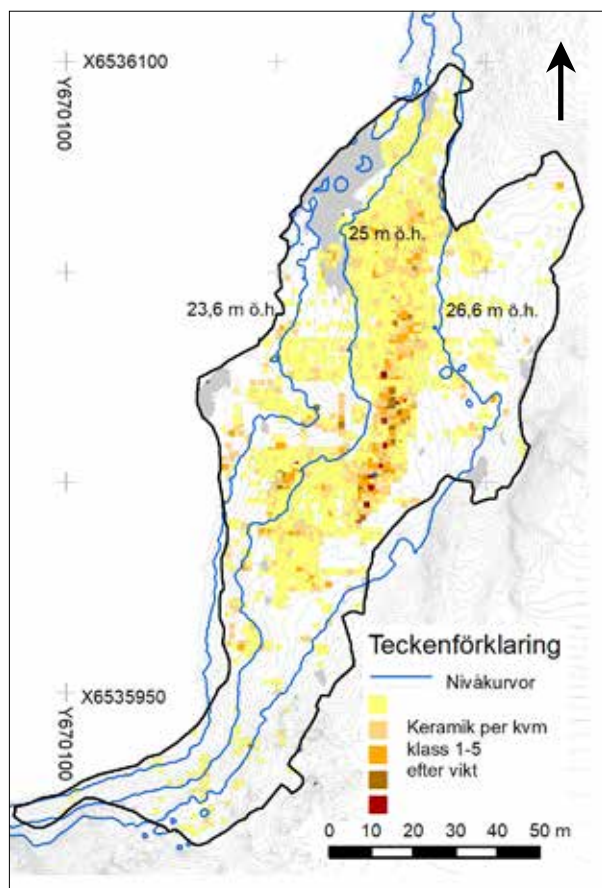 X6536100
Y670100
25 m ö.h.
23,6 m ö.h.
26,6 m ö.h.
X6535950
Y670100
Teckenförklaring
Nivåkurvor
Keramik per kvm
klass 1-5
efter vikt
0 10 20 30 40 50 m